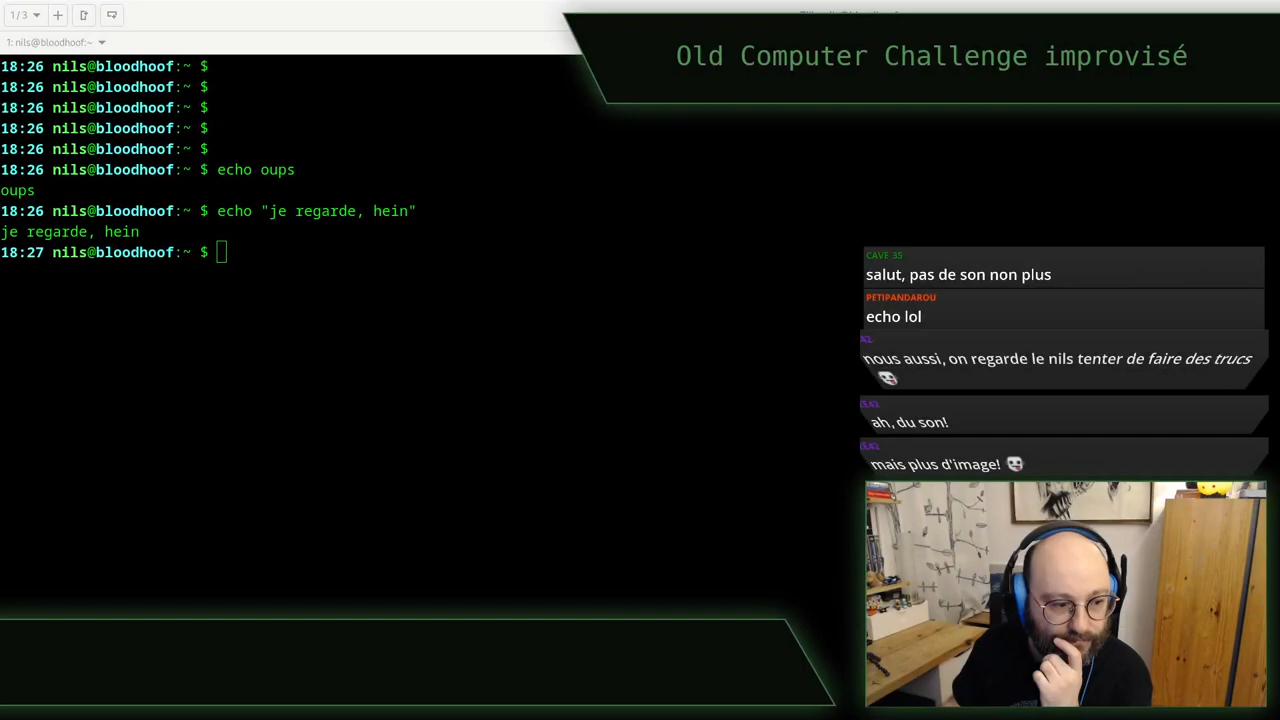 1/3
1: nils@bloodhoof:~
Old Computer Challenge improvisé
18:26 nils@bloodhoof:~ $
18:26 nils@bloodhoof:~ $
18:26 nils@bloodhoof:~ $
18:26 nils@bloodhoof:~ $
18:26 nils@bloodhoof:~ $
18:26 nils@bloodhoof:~ $ echo oups
oups
18:26 nils@bloodhoof:~ $ echo "je regarde, hein"
je regarde, hein
18:27 nils@bloodhoof:~ $
CAVE 35
salut, pas de son non plus
PETIPANDAROU
echo lol
nous aussi, on regarde le nils tenter de faire des trucs
ah, du son!
mais plus d'image!